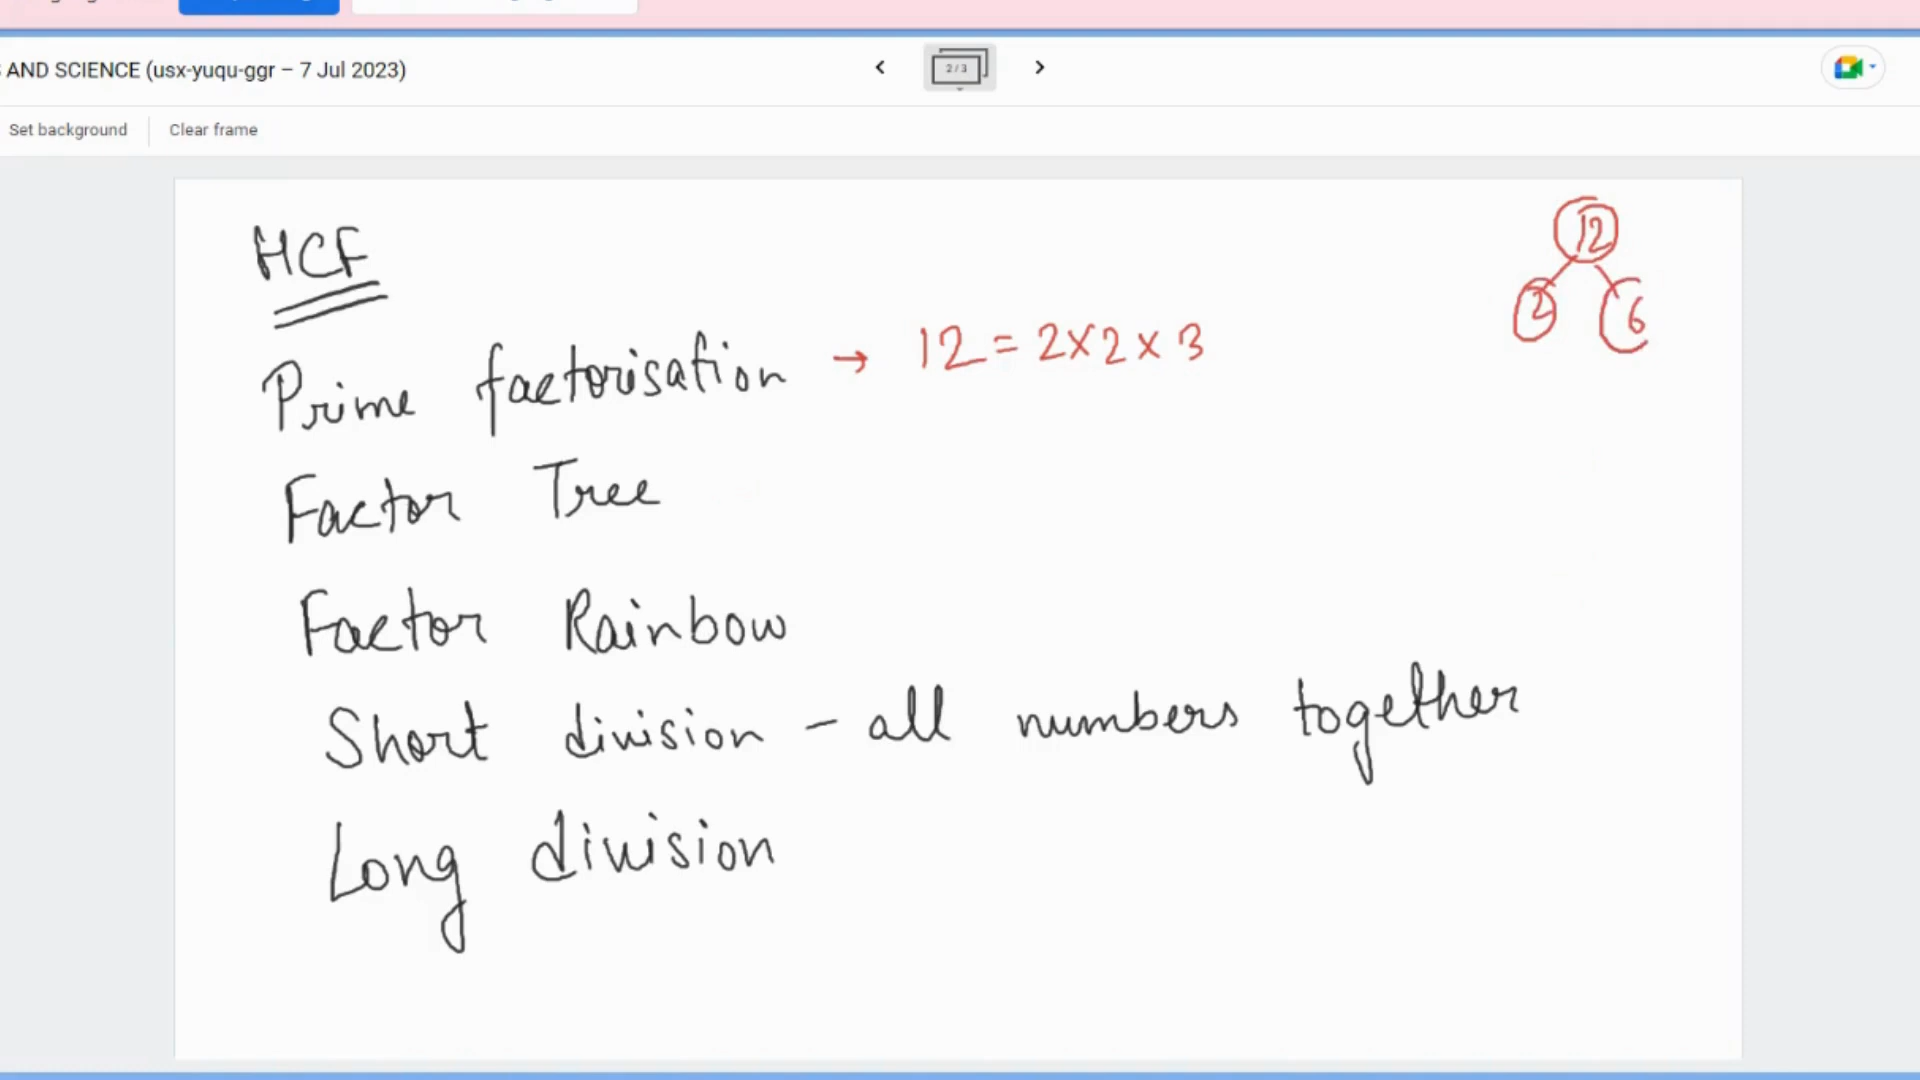 AND SCIENCE (usx-yuqu-ggr – 7 Jul 2023)
2/3
Set background Clear frame
HCF
12
2 6
Prime factorisation → 12 = 2×2×3
Factor Tree
Factor Rainbow
Short division - all numbers together
Long division